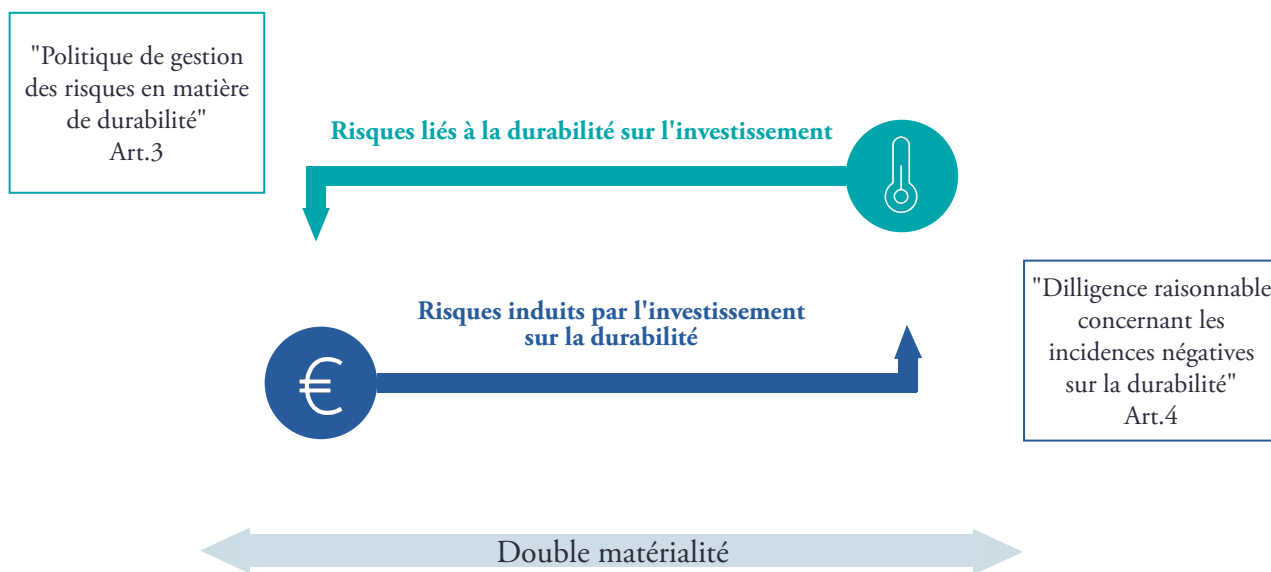 "Politique de gestion
des risques en matière
de durabilité"
Art.3
Risques liés à la durabilité sur l'investissement
Risques induits par l'investissement
sur la durabilité
€
"Dilligence raisonnable
concernant les
incidences négatives
sur la durabilité"
Art.4
Double matérialité